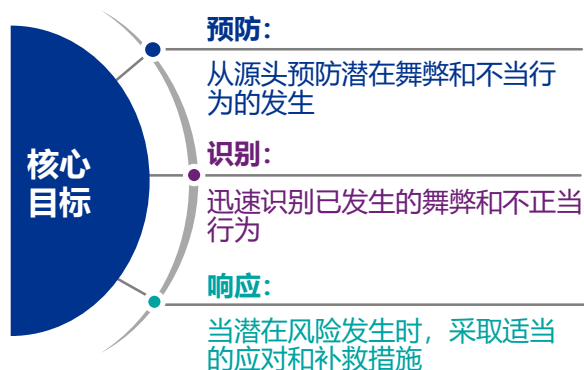 核心
目标
预防：
从源头预防潜在舞弊和不当行
为的发生
识别：
迅速识别已发生的舞弊和不正当
行为
响应：
当潜在风险发生时，采取适当
的应对和补救措施